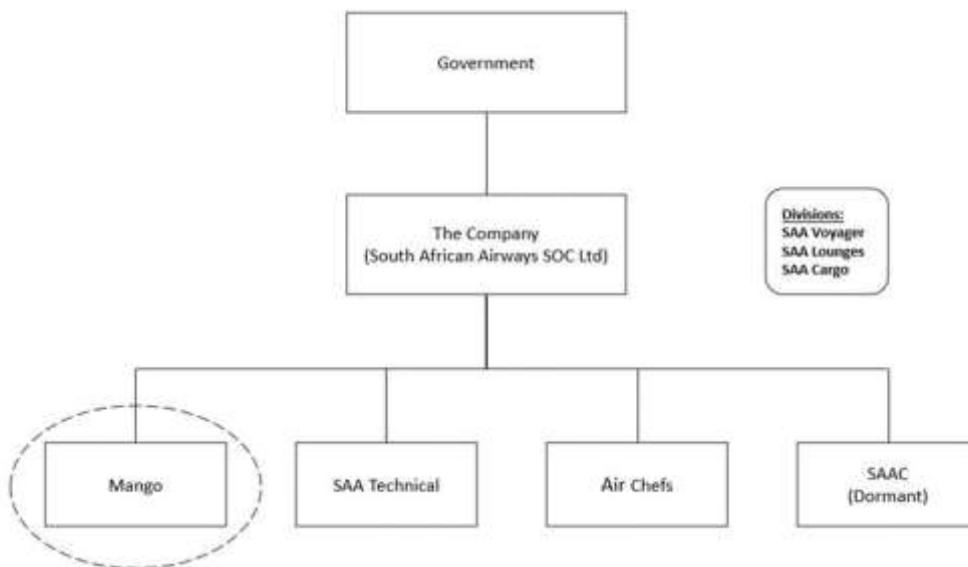 Government
The Company
(South African Airways SOC Ltd)
Divisions:
SAA Voyager
SAA Lounges
SAA Cargo
Mango
SAA Technical
Air Chefs
SAAC
(Dormant)